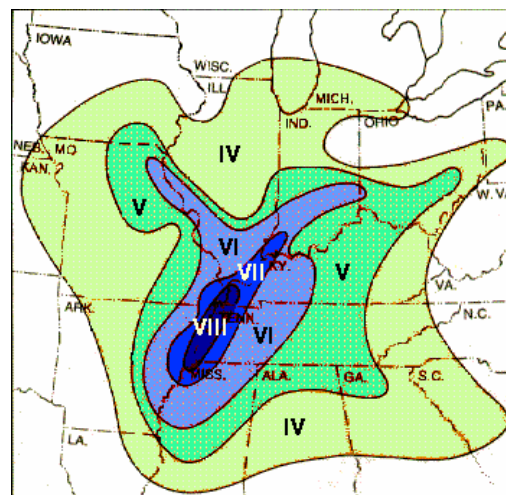 IOWA
WISC.
ILL.
MICH.
PA.
IND.
OHIO
NEB.
MO.
KAN.
IV
W. VA
V
VI
KY.
VII
V
VA.
ARK.
TENN.
N.C.
VIII
VI
MISS.
ALA.
GA.
S.C.
LA.
IV